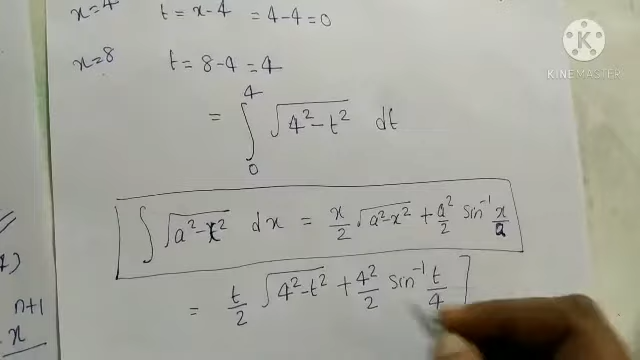 x=4 t = x-4 = 4-4=0
x=8 t = 8-4 = 4
= ∫₀⁴ √(4²-t²) dt
∫ √(a²-x²) dx = x/2 √(a²-x²) + a²/2 sin⁻¹ x/a
= t/2 √(4²-t²) + 4²/2 sin⁻¹ t/4 ]
n+1
x
KINEMASTER